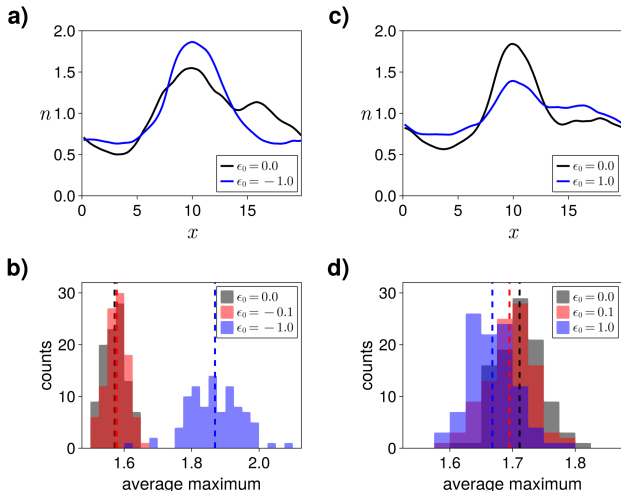 a)
2.0
1.5
n 1.0
0.5
0.0
0 5 10 15
x
ϵ₀ = 0.0
ϵ₀ = −1.0
c)
2.0
1.5
n 1.0
0.5
0.0
0 5 10 15
x
ϵ₀ = 0.0
ϵ₀ = 1.0
b)
30
20
10
0
counts
1.6 1.8 2.0
average maximum
ϵ₀ = 0.0
ϵ₀ = −0.1
ϵ₀ = −1.0
d)
30
20
10
0
counts
1.6 1.7 1.8
average maximum
ϵ₀ = 0.0
ϵ₀ = 0.1
ϵ₀ = 1.0